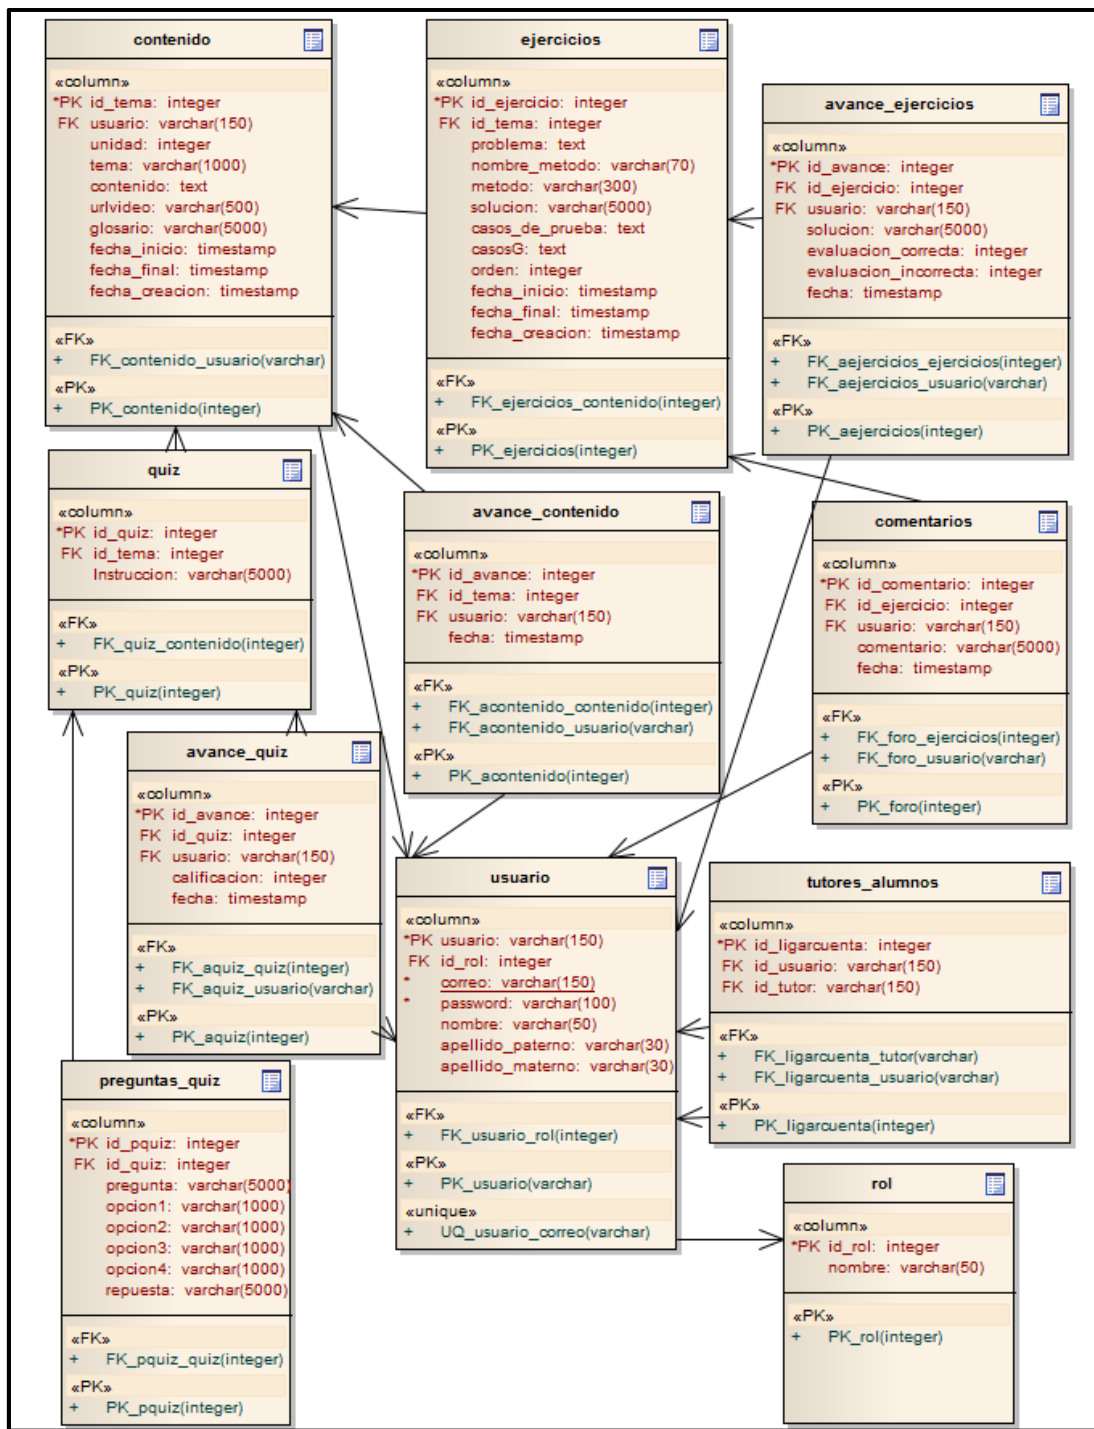 contenido
«column»
*PK id_tema: integer
FK usuario: varchar(150)
unidad: integer
tema: varchar(1000)
contenido: text
urlvideo: varchar(500)
glosario: varchar(5000)
fecha_inicio: timestamp
fecha_final: timestamp
fecha_creacion: timestamp
«FK»
+ FK_contenido_usuario(varchar)
«PK»
+ PK_contenido(integer)
ejercicios
«column»
*PK id_ejercicio: integer
FK id_tema: integer
problema: text
nombre_metodo: varchar(70)
metodo: varchar(300)
solucion: varchar(5000)
casos_de_prueba: text
casosG: text
orden: integer
fecha_inicio: timestamp
fecha_final: timestamp
fecha_creacion: timestamp
«FK»
+ FK_ejercicios_contenido(integer)
«PK»
+ PK_ejercicios(integer)
avance_ejercicios
«column»
*PK id_avance: integer
FK id_ejercicio: integer
FK usuario: varchar(150)
solucion: varchar(5000)
evaluacion_correcta: integer
evaluacion_incorrecta: integer
fecha: timestamp
«FK»
+ FK_aejercicios_ejercicios(integer)
+ FK_aejercicios_usuario(varchar)
«PK»
+ PK_aejercicios(integer)
quiz
«column»
*PK id_quiz: integer
FK id_tema: integer
Instruccion: varchar(5000)
«FK»
+ FK_quiz_contenido(integer)
«PK»
+ PK_quiz(integer)
avance_contenido
«column»
*PK id_avance: integer
FK id_tema: integer
FK usuario: varchar(150)
fecha: timestamp
«FK»
+ FK_acontenido_contenido(integer)
+ FK_acontenido_usuario(varchar)
«PK»
+ PK_acontenido(integer)
comentarios
«column»
*PK id_comentario: integer
FK id_ejercicio: integer
FK usuario: varchar(150)
comentario: varchar(5000)
fecha: timestamp
«FK»
+ FK_foro_ejercicios(integer)
+ FK_foro_usuario(varchar)
«PK»
+ PK_foro(integer)
avance_quiz
«column»
*PK id_avance: integer
FK id_quiz: integer
FK usuario: varchar(150)
calificacion: integer
fecha: timestamp
«FK»
+ FK_aquiz_quiz(integer)
+ FK_aquiz_usuario(varchar)
«PK»
+ PK_aquiz(integer)
usuario
«column»
*PK usuario: varchar(150)
FK id_rol: integer
* correo: varchar(150)
* password: varchar(100)
nombre: varchar(50)
apellido_paterno: varchar(30)
apellido_materno: varchar(30)
«FK»
+ FK_usuario_rol(integer)
«PK»
+ PK_usuario(varchar)
«unique»
+ UQ_usuario_correo(varchar)
tutores_alumnos
«column»
*PK id_ligarcuenta: integer
FK id_usuario: varchar(150)
FK id_tutor: varchar(150)
«FK»
+ FK_ligarcuenta_tutor(varchar)
+ FK_ligarcuenta_usuario(varchar)
«PK»
+ PK_ligarcuenta(integer)
preguntas_quiz
«column»
*PK id_pquiz: integer
FK id_quiz: integer
pregunta: varchar(5000)
opcion1: varchar(1000)
opcion2: varchar(1000)
opcion3: varchar(1000)
opcion4: varchar(1000)
repuesta: varchar(5000)
«FK»
+ FK_pquiz_quiz(integer)
«PK»
+ PK_pquiz(integer)
rol
«column»
*PK id_rol: integer
nombre: varchar(50)
«PK»
+ PK_rol(integer)